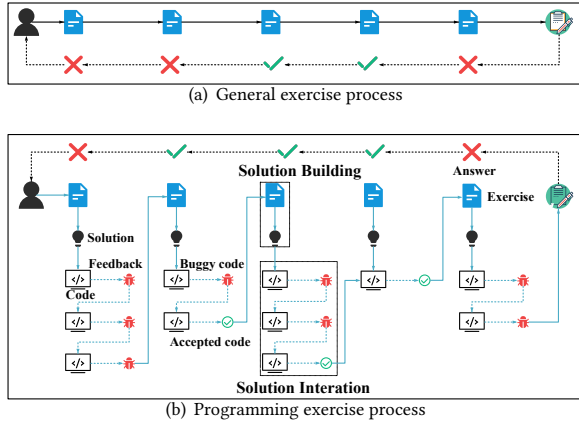 (a) General exercise process
Answer
Solution Building
Exercise
Solution
Feedback
Buggy code
Code
Accepted code
Solution Interation
(b) Programming exercise process